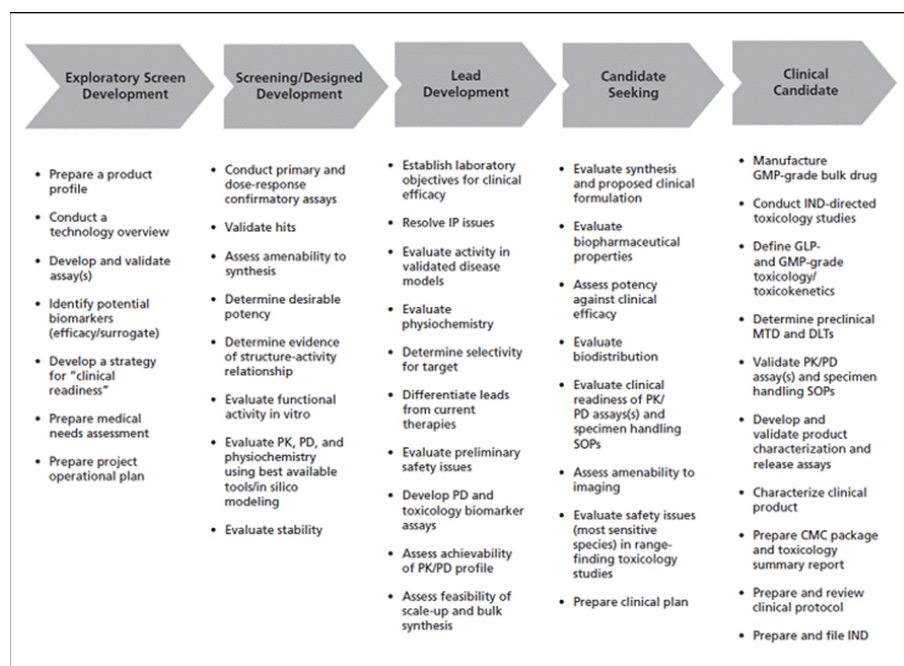 Exploratory Screen
Development
Screening/Designed
Development
Lead
Development
Candidate
Seeking
Clinical
Candidate
• Prepare a product
profile
• Conduct a
technology overview
• Develop and validate
assay(s)
• Identify potential
biomarkers
(efficacy/surrogate)
• Develop a strategy
for “clinical
readiness”
• Prepare medical
needs assessment
• Prepare project
operational plan
• Conduct primary and
dose-response
confirmatory assays
• Validate hits
• Assess amenability to
synthesis
• Determine desirable
potency
• Determine evidence
of structure-activity
relationship
• Evaluate functional
activity in vitro
• Evaluate PK, PD, and
physiochemistry
using best available
tools/in silico
modeling
• Evaluate stability
• Establish laboratory
objectives for clinical
efficacy
• Resolve IP issues
• Evaluate activity in
validated disease
models
• Evaluate
physiochemistry
• Determine selectivity
for target
• Differentiate leads
from current
therapies
• Evaluate preliminary
safety issues
• Develop PD and
toxicology biomarker
assays
• Assess achievability
of PK/PD profile
• Assess feasibility of
scale-up and bulk
synthesis
• Evaluate synthesis
and proposed clinical
formulation
• Evaluate
biopharmaceutical
properties
• Assess potency
against clinical
efficacy
• Evaluate
biodistribution
• Evaluate clinical
readiness of PK/
PD assays(s) and
specimen handling
SOPs
• Assess amenability to
imaging
• Evaluate safety issues
(most sensitive
species) in range-
finding toxicology
studies
• Prepare clinical plan
• Manufacture
GMP-grade bulk drug
• Conduct IND-directed
toxicology studies
• Define GLP-
and GMP-grade
toxicology/
toxicokenetics
• Determine preclinical
MTD and DLTs
• Validate PK/PD
assay(s) and specimen
handling SOPs
• Develop and
validate product
characterization and
release assays
• Characterize clinical
product
• Prepare CMC package
and toxicology
summary report
• Prepare and review
clinical protocol
• Prepare and file IND